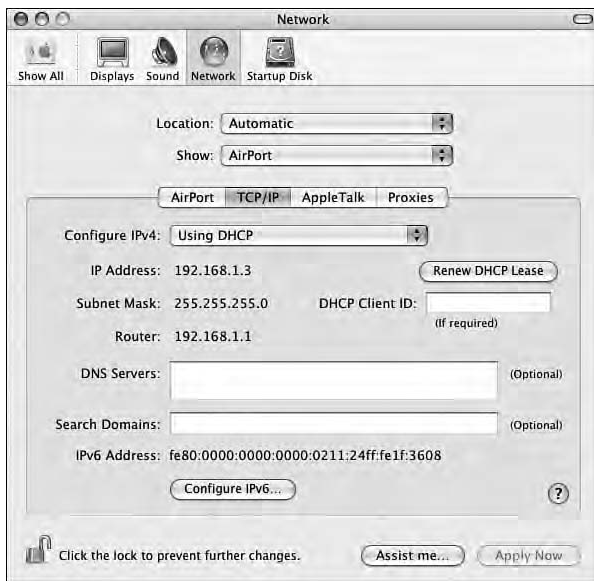 Network
Show All Displays Sound Network Startup Disk
Location: Automatic
Show: AirPort
AirPort TCP/IP AppleTalk Proxies
Configure IPv4: Using DHCP
IP Address: 192.168.1.3 Renew DHCP Lease
Subnet Mask: 255.255.255.0 DHCP Client ID:
(If required)
Router: 192.168.1.1
DNS Servers: (Optional)
Search Domains: (Optional)
IPv6 Address: fe80:0000:0000:0000:0211:24ff:fe1f:3608
Configure IPv6... ?
Click the lock to prevent further changes. Assist me... Apply Now